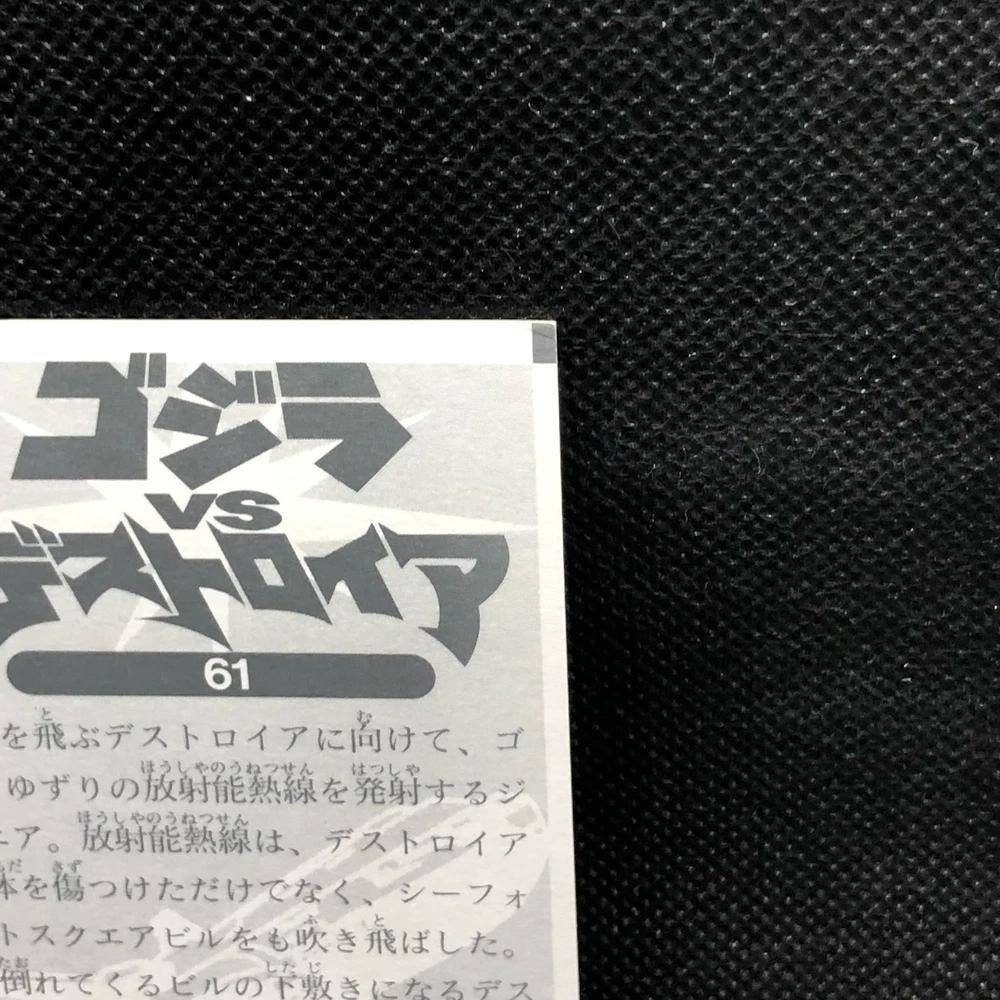 ゴジラ
VS
デストロイア
61
を飛ぶデストロイアに向けて、ゴ
ゆずりの放射能熱線を発射するジ
ニア。放射能熱線は、デストロイア
体を傷つけただけでなく、シーフォ
トスクエアビルをも吹き飛ばした。
倒れてくるビルの下敷きになるデス